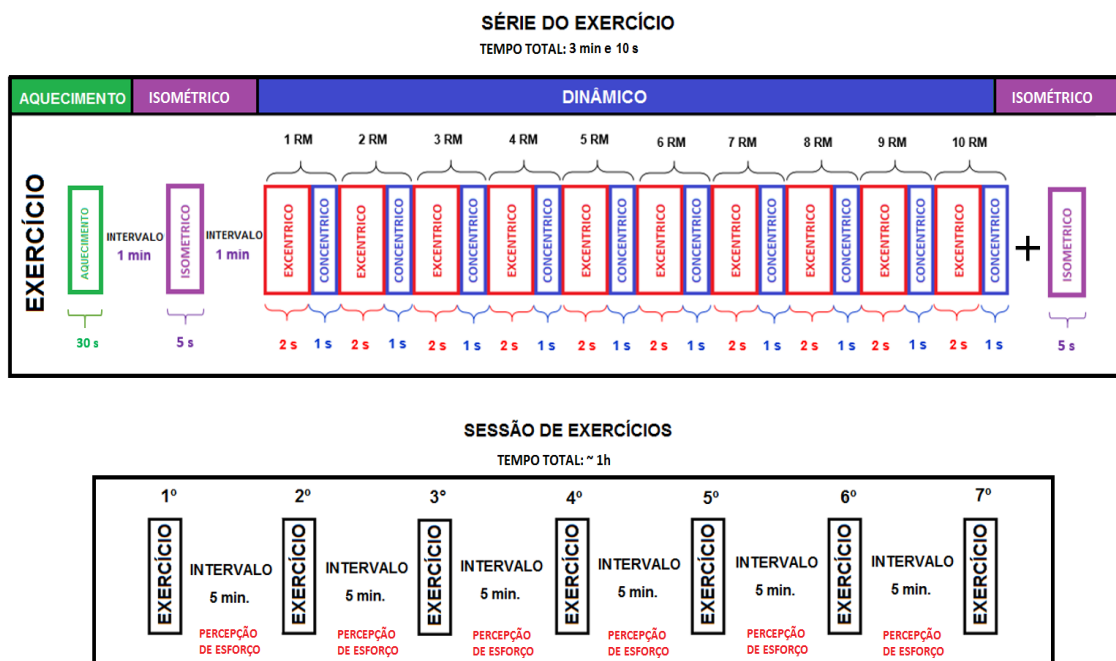 SÉRIE DO EXERCÍCIO
TEMPO TOTAL: 3 min e 10 s
AQUECIMENTO ISOMÉTRICO DINÂMICO ISOMÉTRICO
1 RM 2 RM 3 RM 4 RM 5 RM 6 RM 7 RM 8 RM 9 RM 10 RM
EXERCÍCIO
AQUECIMENTO
INTERVALO
1 min
ISOMETRICO
INTERVALO
1 min
EXCENTRICO CONCENTRICO EXCENTRICO CONCENTRICO EXCENTRICO CONCENTRICO EXCENTRICO CONCENTRICO EXCENTRICO CONCENTRICO EXCENTRICO CONCENTRICO EXCENTRICO CONCENTRICO EXCENTRICO CONCENTRICO EXCENTRICO CONCENTRICO EXCENTRICO CONCENTRICO
+
ISOMETRICO
30 s 5 s 2 s 1 s 2 s 1 s 2 s 1 s 2 s 1 s 2 s 1 s 2 s 1 s 2 s 1 s 2 s 1 s 2 s 1 s 2 s 1 s 5 s
SESSÃO DE EXERCÍCIOS
TEMPO TOTAL: ~ 1h
1º 2º 3º 4º 5º 6º 7º
EXERCÍCIO EXERCÍCIO EXERCÍCIO EXERCÍCIO EXERCÍCIO EXERCÍCIO EXERCÍCIO
INTERVALO INTERVALO INTERVALO INTERVALO INTERVALO INTERVALO
5 min. 5 min. 5 min. 5 min. 5 min. 5 min.
PERCEPÇÃO PERCEPÇÃO PERCEPÇÃO PERCEPÇÃO PERCEPÇÃO PERCEPÇÃO
DE ESFORÇO DE ESFORÇO DE ESFORÇO DE ESFORÇO DE ESFORÇO DE ESFORÇO